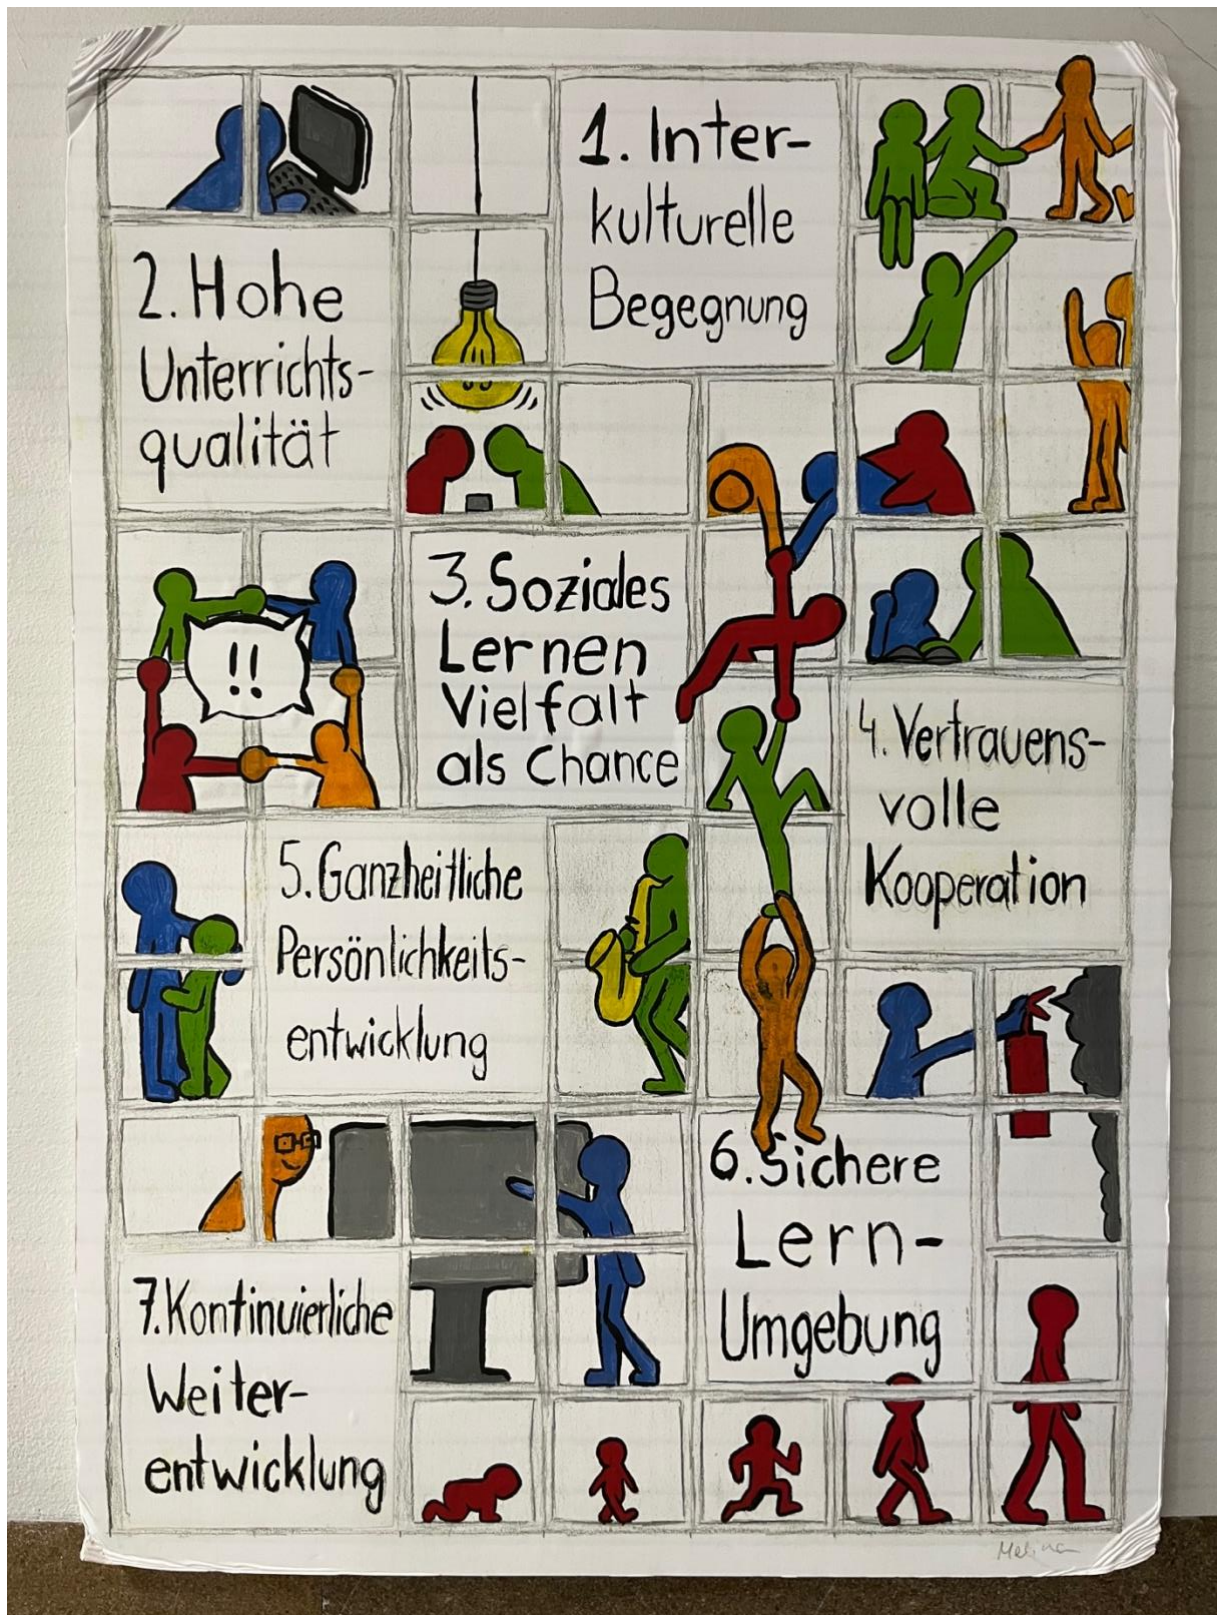 1. Inter-
kulturelle
Begegnung
2. Hohe
Unterrichts-
qualität
!!
3. Soziales
Lernen
Vielfalt
als Chance
4. Vertrauens-
volle
Kooperation
5. Ganzheitliche
Persönlichkeits-
entwicklung
6. Sichere
Lern-
Umgebung
7. Kontinuierliche
Weiter-
entwicklung